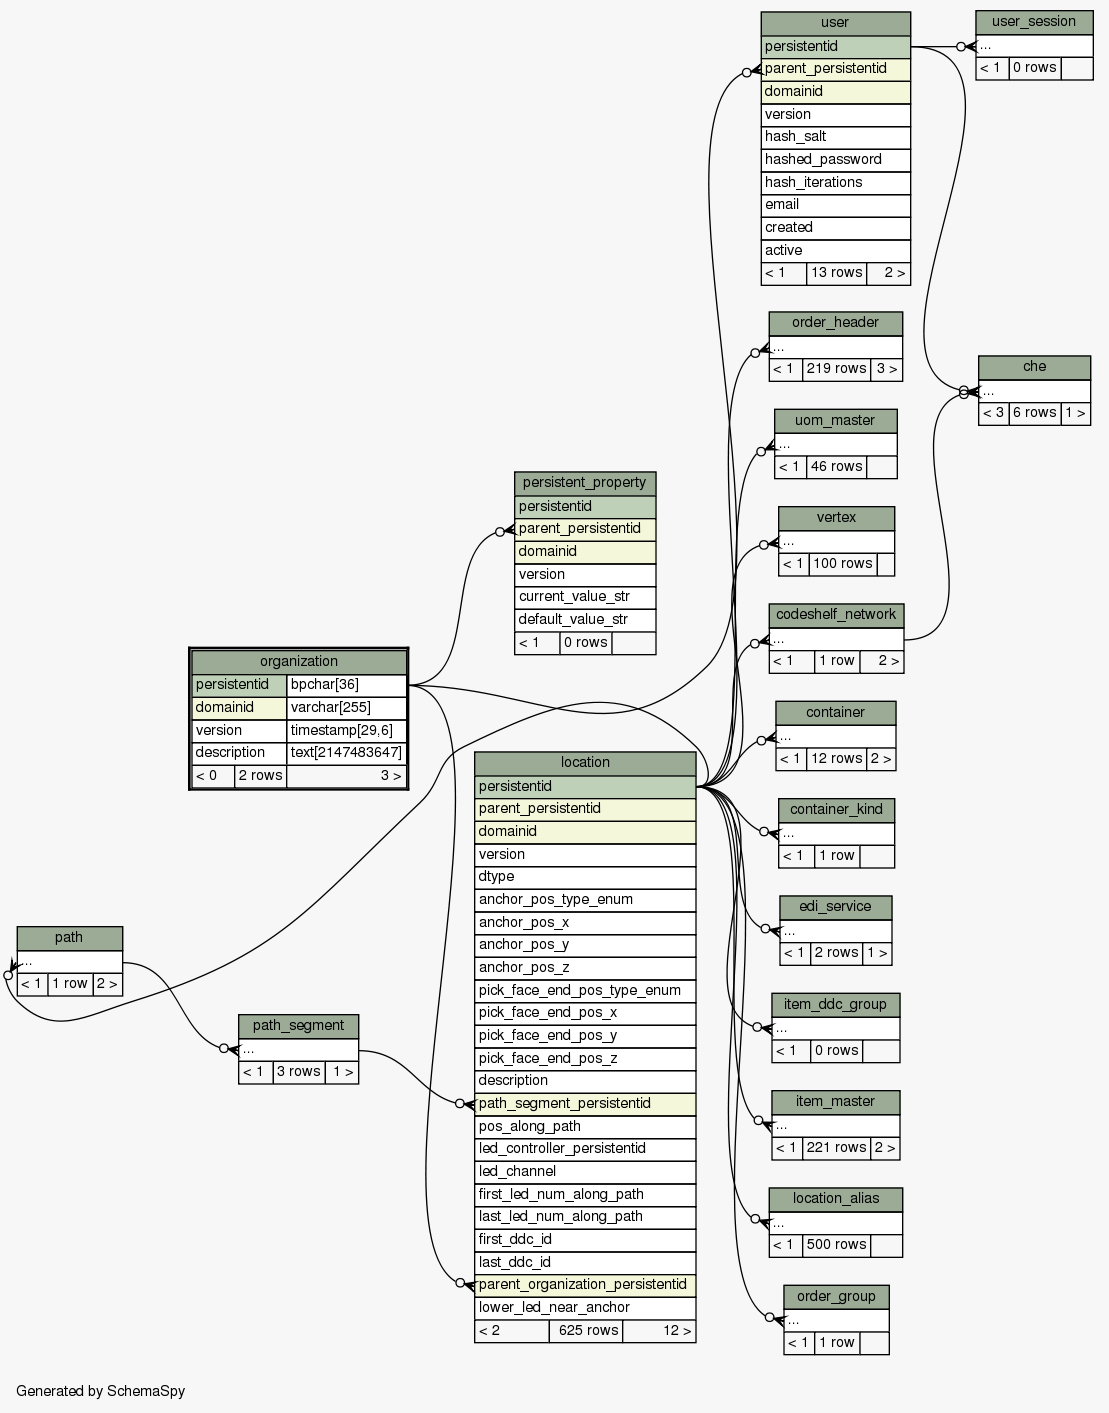 user
persistentid
parent_persistentid
domainid
version
hash_salt
hashed_password
hash_iterations
email
created
active
< 1 13 rows 2 >
user_session
...
< 1 0 rows
order_header
...
< 1 219 rows 3 >
che
...
< 3 6 rows 1 >
uom_master
...
< 1 46 rows
persistent_property
persistentid
parent_persistentid
domainid
version
current_value_str
default_value_str
< 1 0 rows
vertex
...
< 1 100 rows
codeshelf_network
...
< 1 1 row 2 >
organization
persistentid bpchar[36]
domainid varchar[255]
version timestamp[29,6]
description text[2147483647]
< 0 2 rows 3 >
container
...
< 1 12 rows 2 >
location
persistentid
parent_persistentid
domainid
version
dtype
anchor_pos_type_enum
anchor_pos_x
anchor_pos_y
anchor_pos_z
pick_face_end_pos_type_enum
pick_face_end_pos_x
pick_face_end_pos_y
pick_face_end_pos_z
description
path_segment_persistentid
pos_along_path
led_controller_persistentid
led_channel
first_led_num_along_path
last_led_num_along_path
first_ddc_id
last_ddc_id
parent_organization_persistentid
lower_led_near_anchor
< 2 625 rows 12 >
container_kind
...
< 1 1 row
edi_service
...
< 1 2 rows 1 >
path
...
< 1 1 row 2 >
path_segment
...
< 1 3 rows 1 >
item_ddc_group
...
< 1 0 rows
item_master
...
< 1 221 rows 2 >
location_alias
...
< 1 500 rows
order_group
...
< 1 1 row
Generated by SchemaSpy